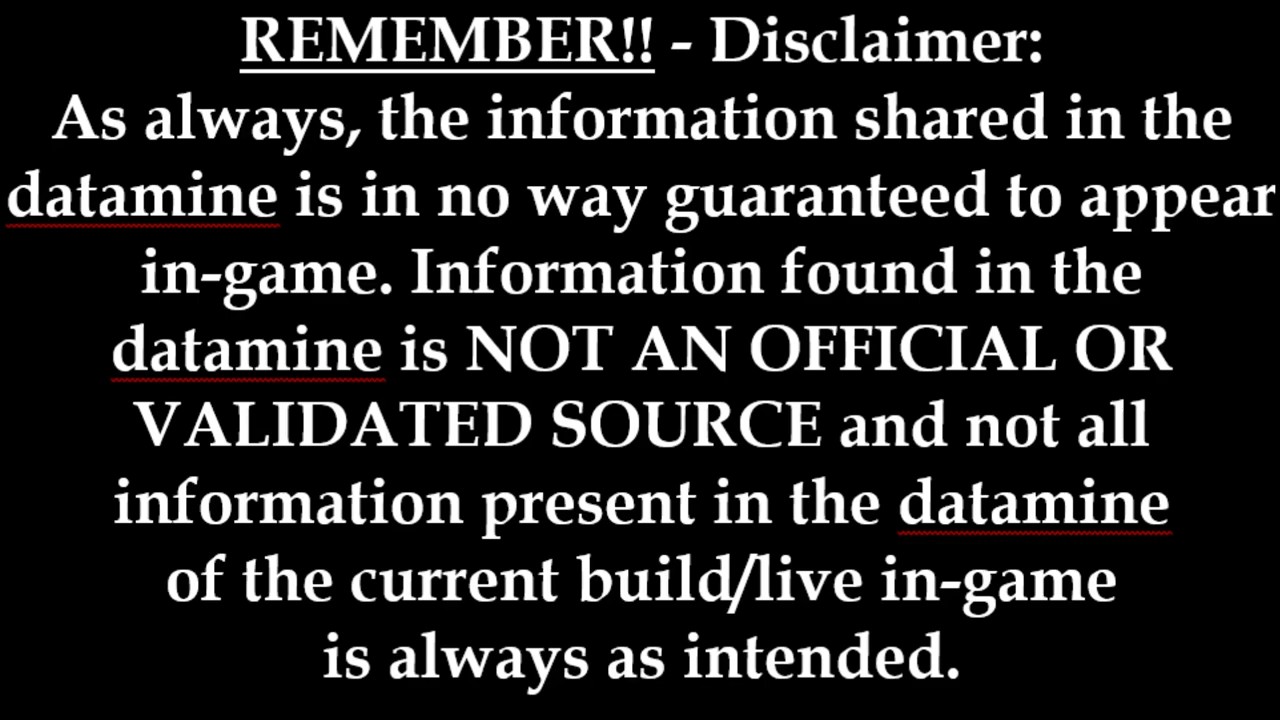 REMEMBER!! - Disclaimer:
As always, the information shared in the
datamine is in no way guaranteed to appear
in-game. Information found in the
datamine is NOT AN OFFICIAL OR
VALIDATED SOURCE and not all
information present in the datamine
of the current build/live in-game
is always as intended.